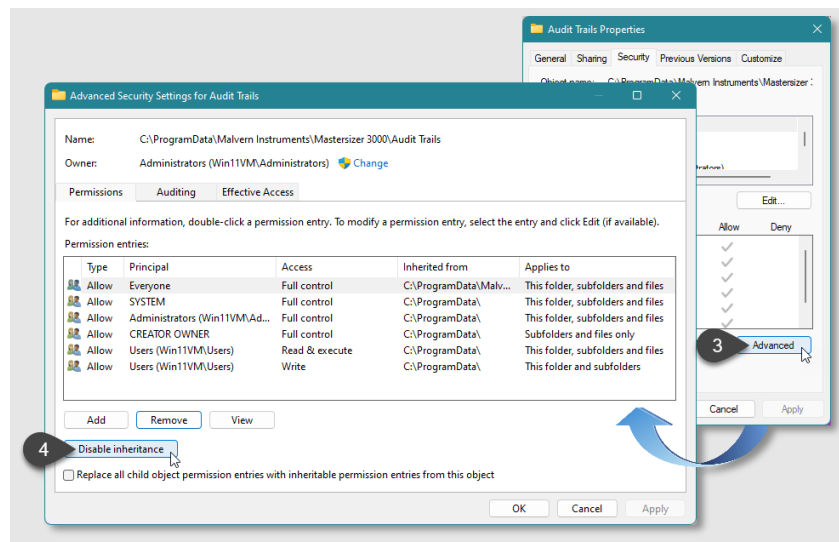 Audit Trails Properties
General Sharing Security Previous Versions Customize
Object name: C:\ProgramData\Malvern Instruments\Mastersizer
Edit...
Allow Deny
3
Advanced
Cancel Apply
Advanced Security Settings for Audit Trails
Name: C:\ProgramData\Malvern Instruments\Mastersizer 3000\Audit Trails
Owner: Administrators (Win11VM\Administrators) Change
Permissions Auditing Effective Access
For additional information, double-click a permission entry. To modify a permission entry, select the entry and click Edit (if available).
Permission entries:
Type Principal Access Inherited from Applies to
Allow Everyone Full control C:\ProgramData\Malv... This folder, subfolders and files
Allow SYSTEM Full control C:\ProgramData\ This folder, subfolders and files
Allow Administrators (Win11VM\Ad... Full control C:\ProgramData\ This folder, subfolders and files
Allow CREATOR OWNER Full control C:\ProgramData\ Subfolders and files only
Allow Users (Win11VM\Users) Read & execute C:\ProgramData\ This folder, subfolders and files
Allow Users (Win11VM\Users) Write C:\ProgramData\ This folder and subfolders
Add Remove View
4
Disable inheritance
Replace all child object permission entries with inheritable permission entries from this object
OK Cancel Apply